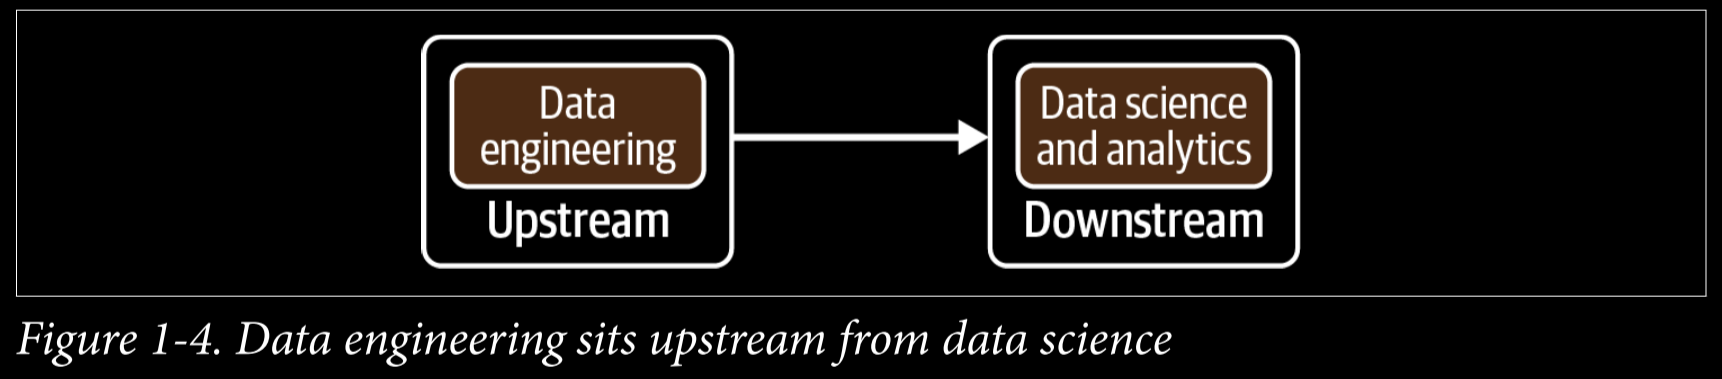 Data
engineering
Upstream
Data science
and analytics
Downstream
Figure 1-4. Data engineering sits upstream from data science